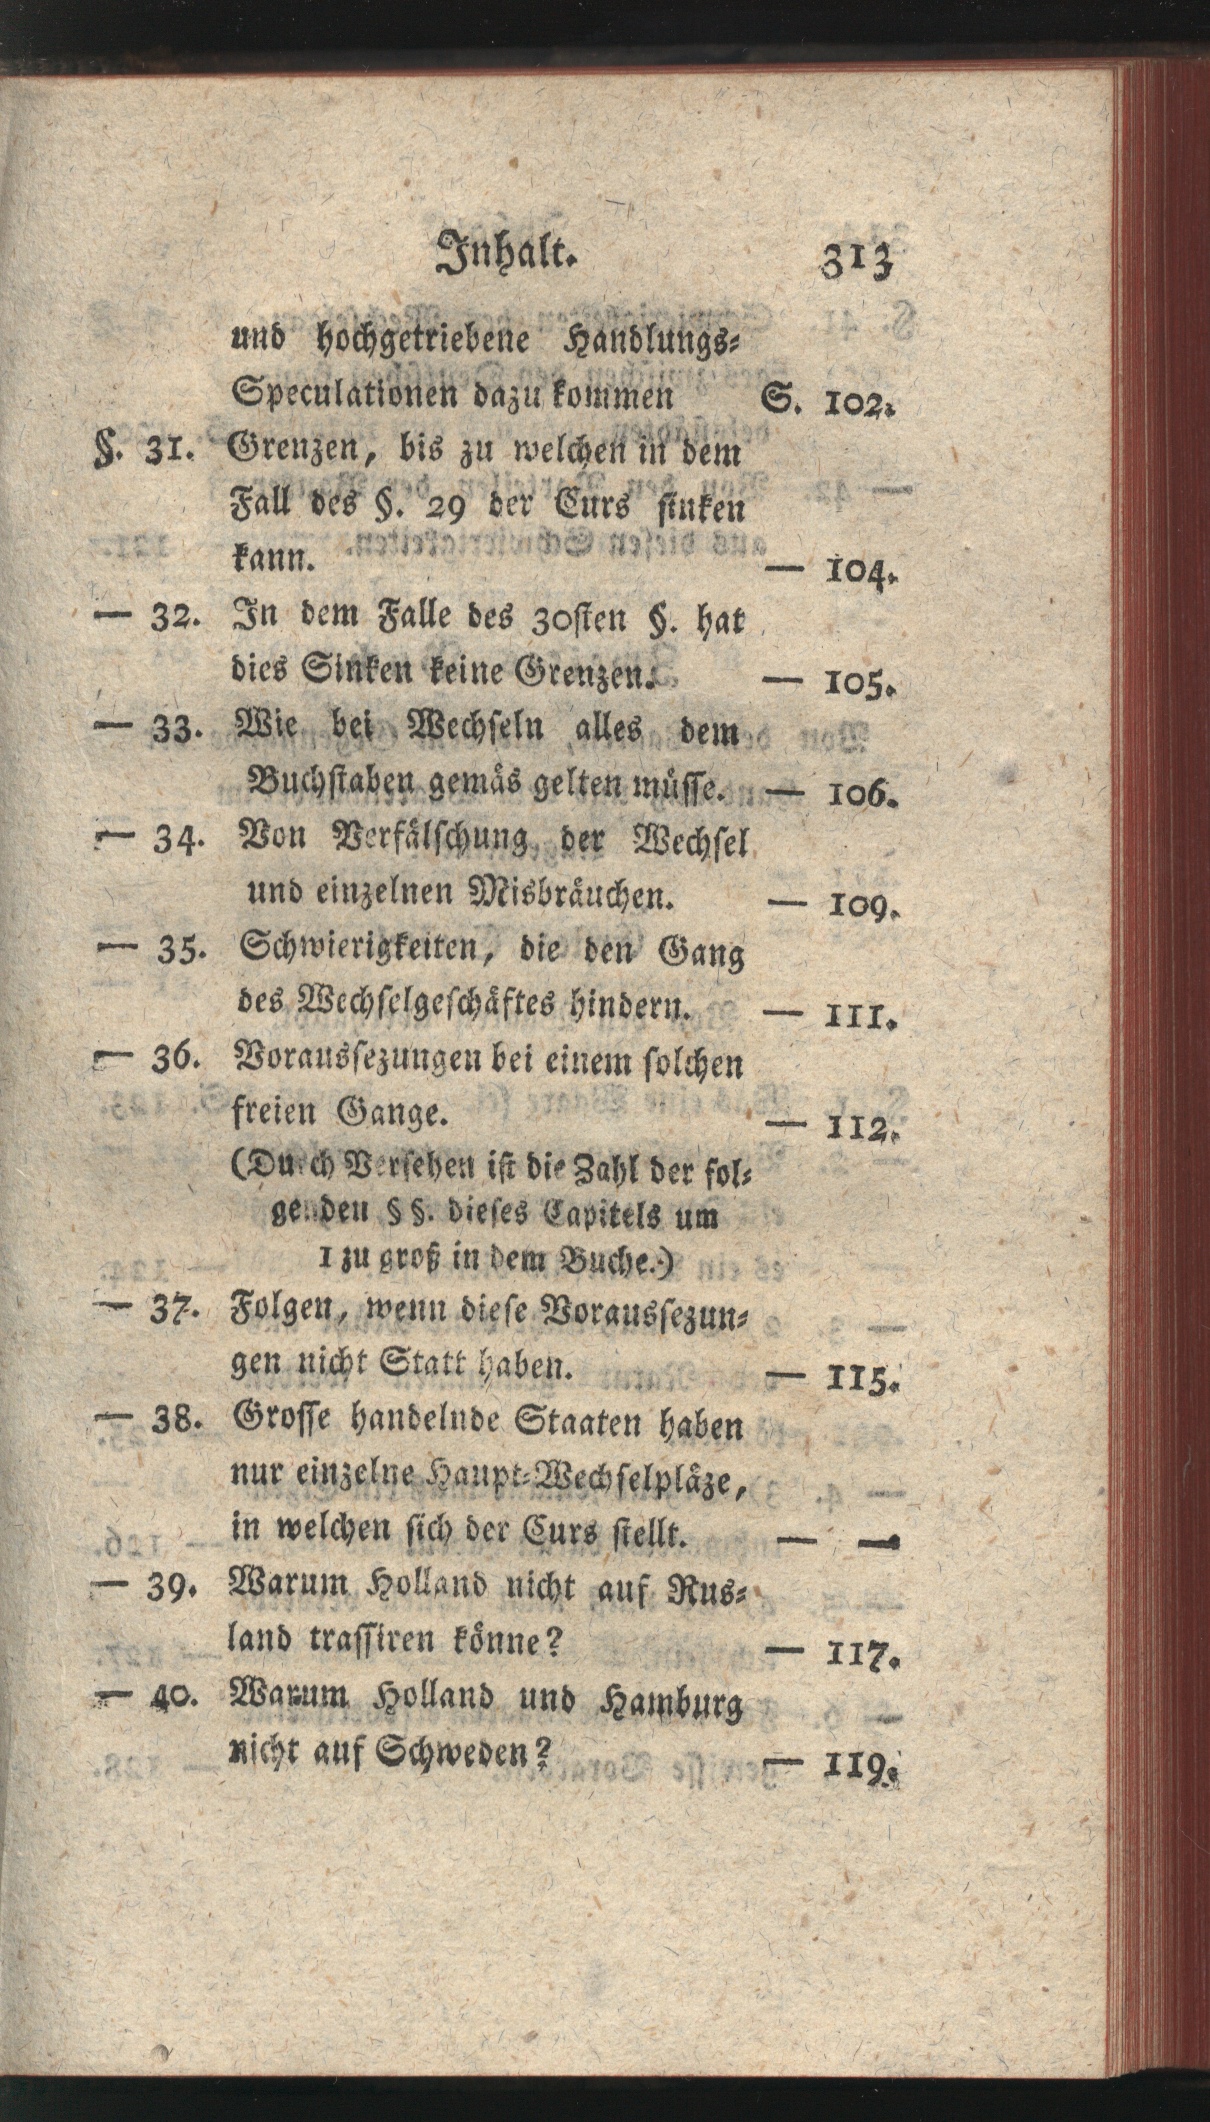 Inhalt. 313
und hochgetriebene Handlungs-
Speculationen dazu kommen S. 102.
§. 31. Grenzen, bis zu welchen in dem
Fall des §. 29 der Curs sinken
kann. — 104.
— 32. In dem Falle des 30sten §. hat
dies Sinken keine Grenzen. — 105.
— 33. Wie bei Wechseln alles dem
Buchstaben gemäs gelten müsse. — 106.
— 34. Von Verfälschung der Wechsel
und einzelnen Misbräuchen. — 109.
— 35. Schwierigkeiten, die den Gang
des Wechselgeschäftes hindern. — 111.
— 36. Voraussezungen bei einem solchen
freien Gange. — 112.
(Durch Versehen ist die Zahl der fol-
genden §§. dieses Capitels um
1 zu groß in dem Buche.)
— 37. Folgen, wenn diese Voraussezun-
gen nicht Statt haben. — 115.
— 38. Grosse handelnde Staaten haben
nur einzelne Haupt-Wechselpläze,
in welchen sich der Curs stellt. — —
— 39. Warum Holland nicht auf Rus-
land trassiren könne? — 117.
— 40. Warum Holland und Hamburg
nicht auf Schweden? — 119.